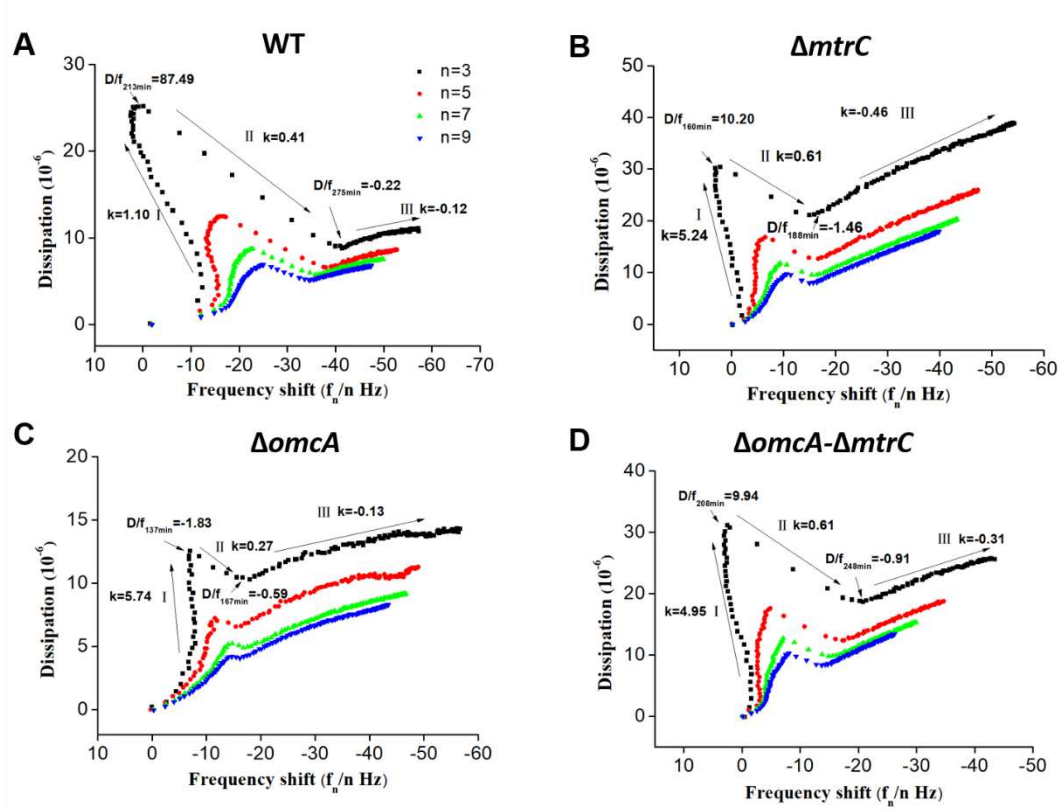 A
WT
D/f213min=87.49
n=3
n=5
n=7
n=9
II k=0.41
D/f275min=-0.22
III k=-0.12
k=1.10 I
30
20
10
0
Dissipation (10-6)
10 0 -10 -20 -30 -40 -50 -60 -70
Frequency shift (fn/n Hz)
B
ΔmtrC
k=-0.46 III
D/f160min=10.20
II k=0.61
D/f188min=-1.46
I
k=5.24
50
40
30
20
10
0
Dissipation (10-6)
10 0 -10 -20 -30 -40 -50 -60
Frequency shift (fn/n Hz)
C
ΔomcA
III k=-0.13
D/f137min=-1.83
II k=0.27
D/f167min=-0.59
k=5.74 I
20
15
10
5
0
Dissipation (10-6)
10 0 -10 -20 -30 -40 -50 -60
Frequency shift (fn/n Hz)
D
ΔomcA-ΔmtrC
D/f208min=9.94
II k=0.61
III k=-0.31
D/f248min=-0.91
k=4.95 I
40
30
20
10
0
Dissipation (10-6)
10 0 -10 -20 -30 -40 -50
Frequency shift (fn/n Hz)